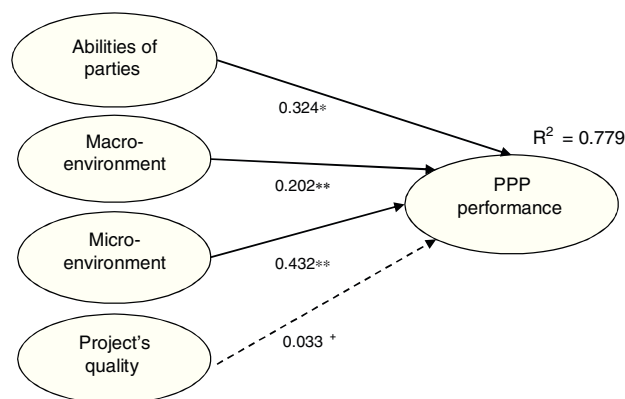 Abilities of
parties
0.324*
R² = 0.779
Macro-
environment
0.202**
PPP
performance
Micro-
environment
0.432**
Project's
quality
0.033 +